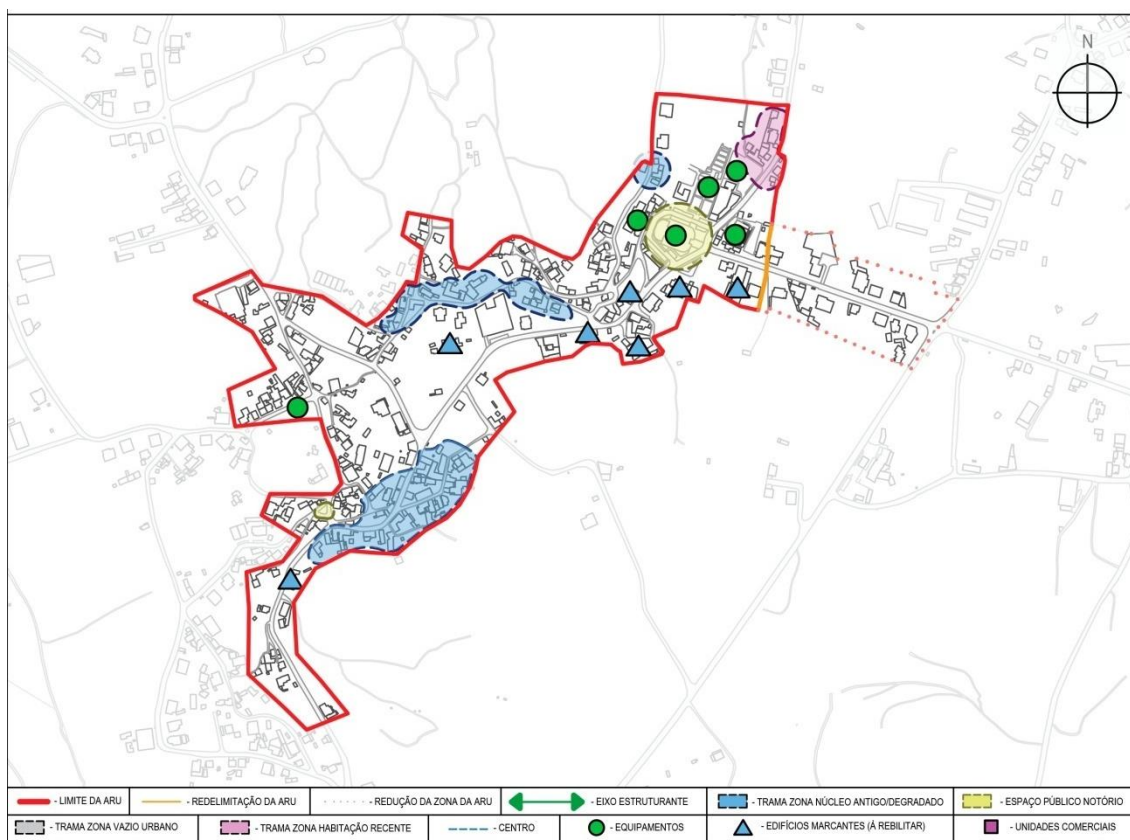 N
- LIMITE DA ARU - REDELIMITAÇÃO DA ARU - REDUÇÃO DA ZONA DA ARU - EIXO ESTRUTURANTE - TRAMA ZONA NÚCLEO ANTIGO/DEGRADADO - ESPAÇO PÚBLICO NOTÓRIO
- TRAMA ZONA VAZIO URBANO - TRAMA ZONA HABITAÇÃO RECENTE - CENTRO - EQUIPAMENTOS - EDIFÍCIOS MARCANTES (Á REBILITAR) - UNIDADES COMERCIAIS